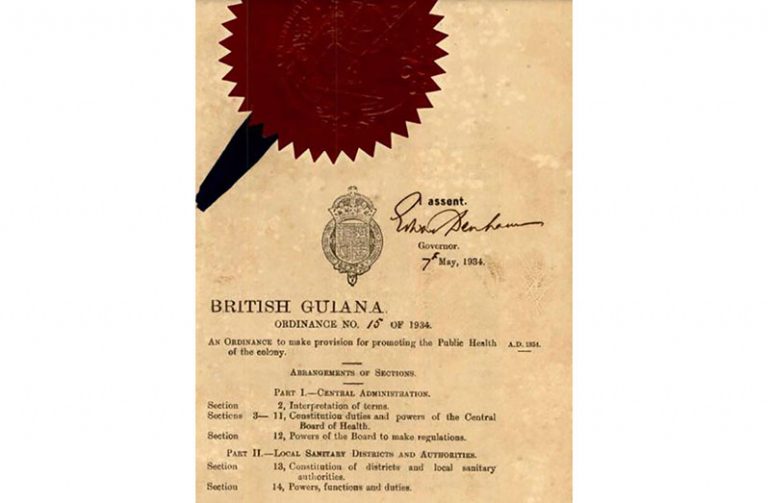 I assent.
Edward Denham
Governor.
7th May, 1934.
BRITISH GUIANA.
ORDINANCE NO. 15 OF 1934.
AN ORDINANCE to make provision for promoting the Public Health A.D. 1934.
of the colony.
ARRANGEMENTS OF SECTIONS.
PART I.—CENTRAL ADMINISTRATION.
Section 2, Interpretation of terms.
Sections 3— 11, Constitution duties and powers of the Central
Board of Health.
Section 12, Powers of the Board to make regulations.
PART II.—LOCAL SANITARY DISTRICTS AND AUTHORITIES.
Section 13, Constitution of districts and local sanitary
authorities.
Section 14, Powers, functions and duties.